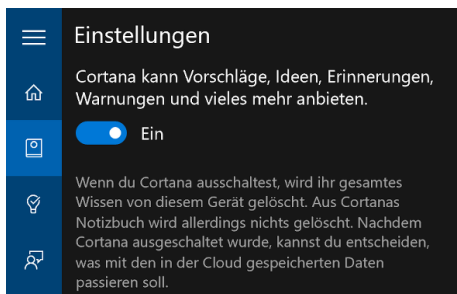 Einstellungen
Cortana kann Vorschläge, Ideen, Erinnerungen,
Warnungen und vieles mehr anbieten.
Ein
Wenn du Cortana ausschaltest, wird ihr gesamtes
Wissen von diesem Gerät gelöscht. Aus Cortanas
Notizbuch wird allerdings nichts gelöscht. Nachdem
Cortana ausgeschaltet wurde, kannst du entscheiden,
was mit den in der Cloud gespeicherten Daten
passieren soll.